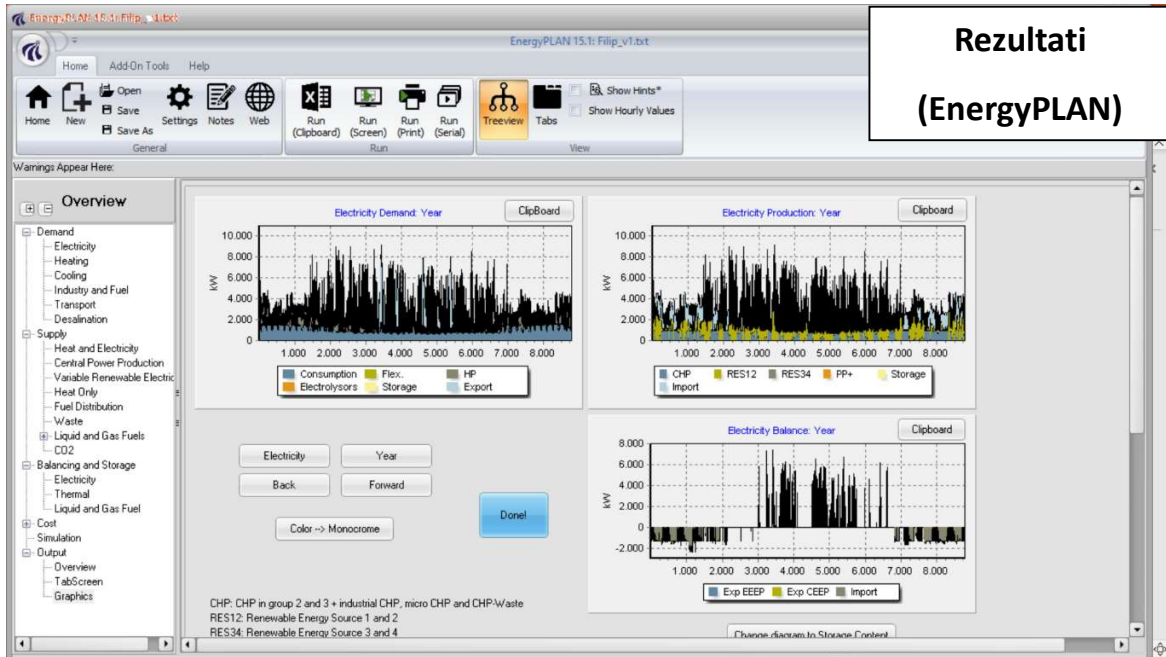 EnergyPLAN 15.1: Filip_v1.txt
EnergyPLAN 15.1: Filip_v1.txt
Rezultati
(EnergyPLAN)
Home Add-On Tools Help
Home New Open Save Save As Settings Notes Web
General
Run (Clipboard) Run (Screen) Run (Print) Run (Serial)
Run
Treeview Tabs Show Hints* Show Hourly Values
View
Warnings Appear Here:
Overview
Demand
Electricity
Heating
Cooling
Industry and Fuel
Transport
Desalination
Supply
Heat and Electricity
Central Power Production
Variable Renewable Electric
Heat Only
Fuel Distribution
Waste
Liquid and Gas Fuels
CO2
Balancing and Storage
Electricity
Thermal
Liquid and Gas Fuel
Cost
Simulation
Output
Overview
TabScreen
Graphics
Electricity Demand: Year
ClipBoard
kW
10.000
8.000
6.000
4.000
2.000
0
1.000 2.000 3.000 4.000 5.000 6.000 7.000 8.000
Consumption Flex. HP
Electrolysors Storage Export
Electricity Production: Year
Clipboard
kW
10.000
8.000
6.000
4.000
2.000
0
1.000 2.000 3.000 4.000 5.000 6.000 7.000 8.000
CHP RES12 RES34 PP+ Storage
Import
Electricity Year
Back Forward
Color --> Monocrome
Done!
Electricity Balance: Year
Clipboard
kW
8.000
6.000
4.000
2.000
0
-2.000
1.000 2.000 3.000 4.000 5.000 6.000 7.000 8.000
Exp EEEP Exp CEEP Import
CHP: CHP in group 2 and 3 + industrial CHP, micro CHP and CHP-Waste
RES12: Renewable Energy Source 1 and 2
RES34: Renewable Energy Source 3 and 4
Change diagram to Storage Content